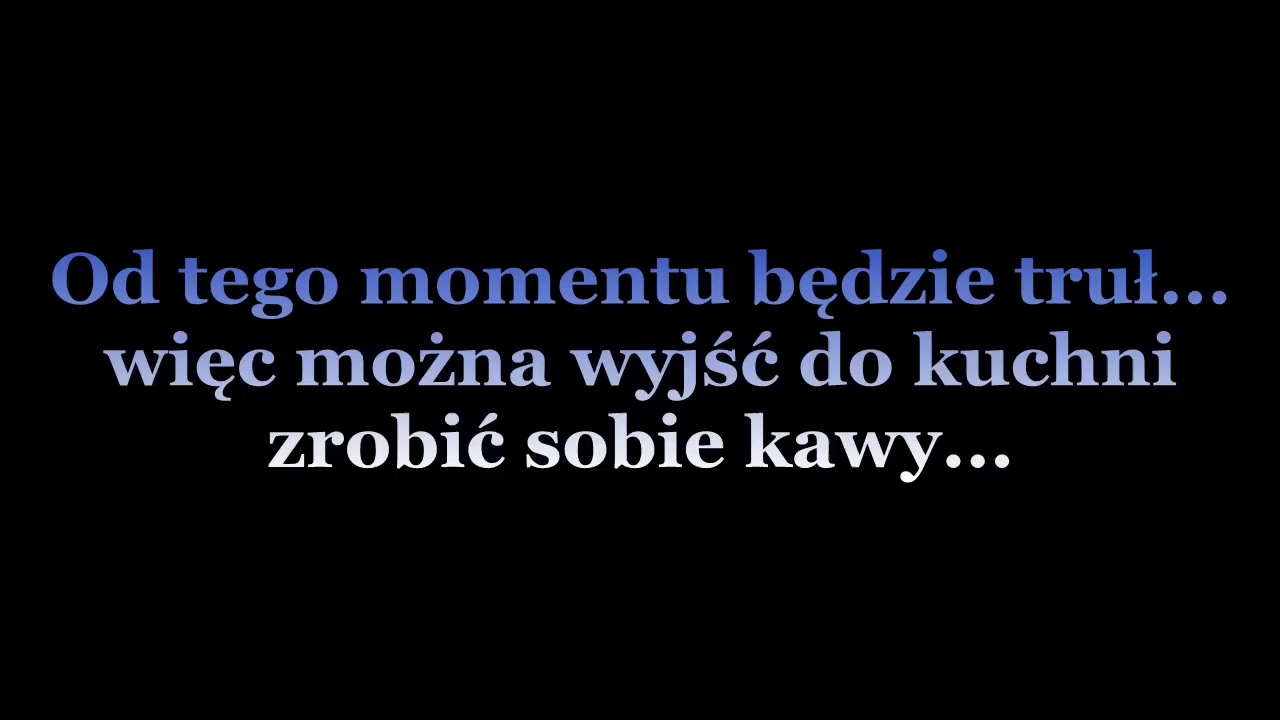 Od tego momentu będzie truł...
więc można wyjść do kuchni
zrobić sobie kawy...